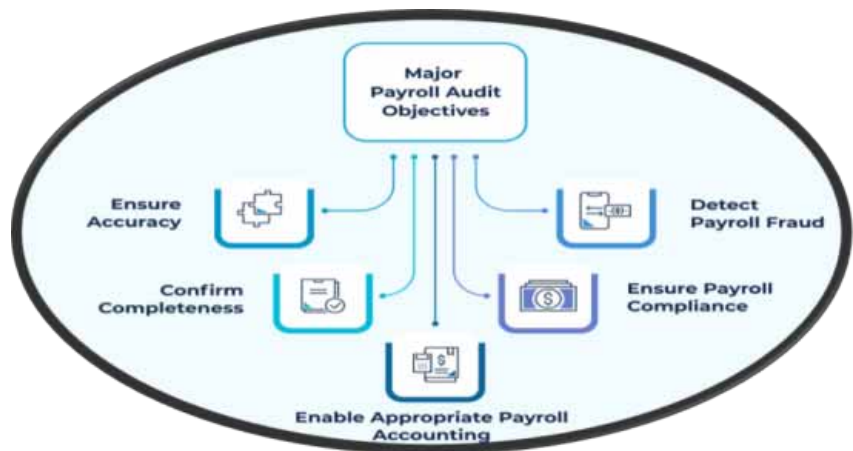 Major
Payroll Audit
Objectives
Ensure
Accuracy
Detect
Payroll Fraud
Confirm
Completeness
Ensure Payroll
Compliance
Enable Appropriate Payroll
Accounting